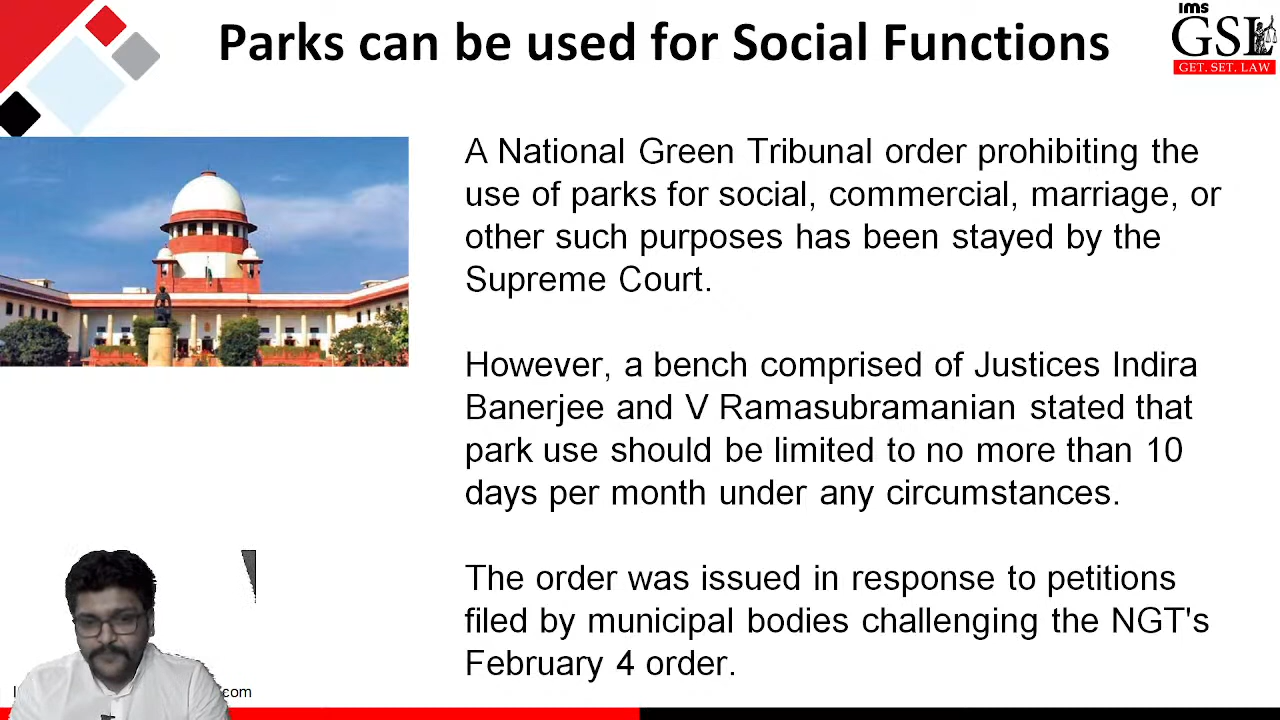 Parks can be used for Social Functions
ims
GSL
GET. SET. LAW
A National Green Tribunal order prohibiting the
use of parks for social, commercial, marriage, or
other such purposes has been stayed by the
Supreme Court.
However, a bench comprised of Justices Indira
Banerjee and V Ramasubramanian stated that
park use should be limited to no more than 10
days per month under any circumstances.
The order was issued in response to petitions
filed by municipal bodies challenging the NGT's
February 4 order.
com